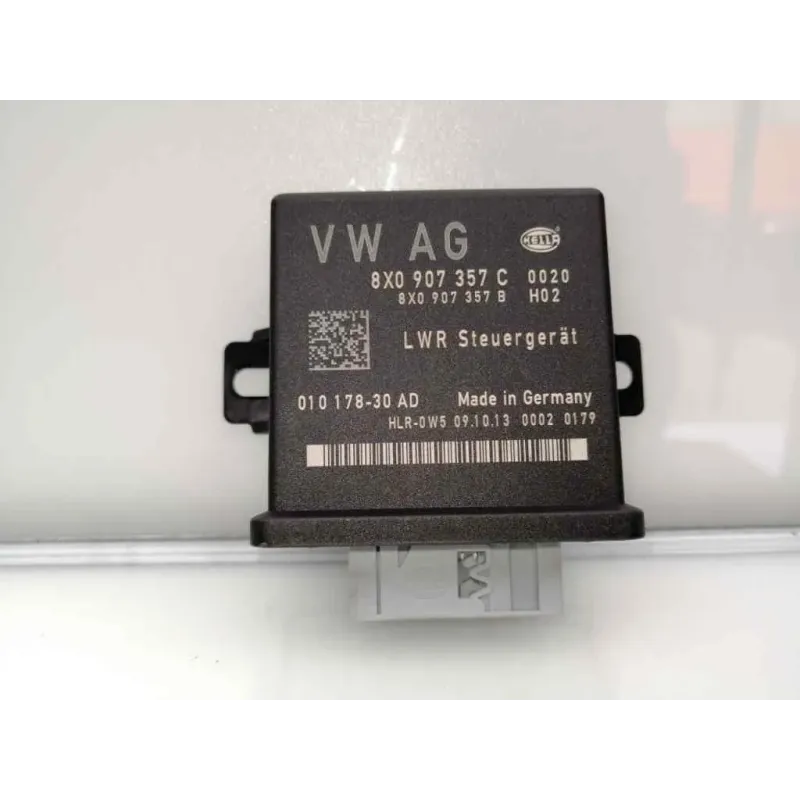 VW AG
HELLA
8X0 907 357 C 0020
8X0 907 357 B H02
LWR Steuergerät
010 178-30 AD Made in Germany
HLR-0W5 09.10.13 0002 0179